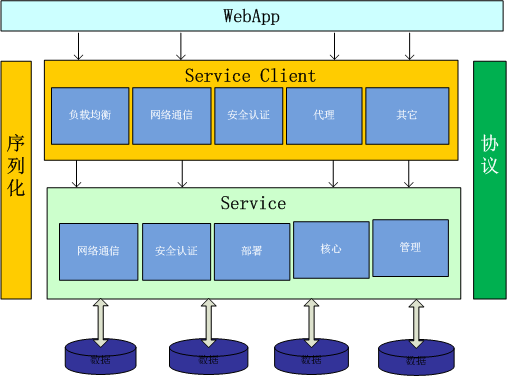 WebApp
Service Client
负载均衡
网络通信
安全认证
代理
其它
序列化
协议
Service
网络通信
安全认证
部署
核心
管理
数据
数据
数据
数据